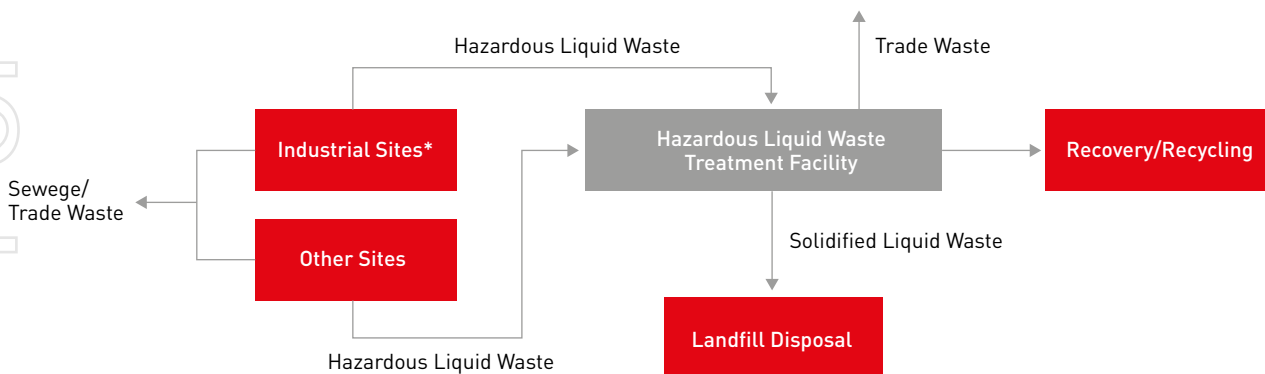 Hazardous Liquid Waste
Trade Waste
Industrial Sites*
Hazardous Liquid Waste
Treatment Facility
Recovery/Recycling
Sewege/
Trade Waste
Other Sites
Solidified Liquid Waste
Landfill Disposal
Hazardous Liquid Waste